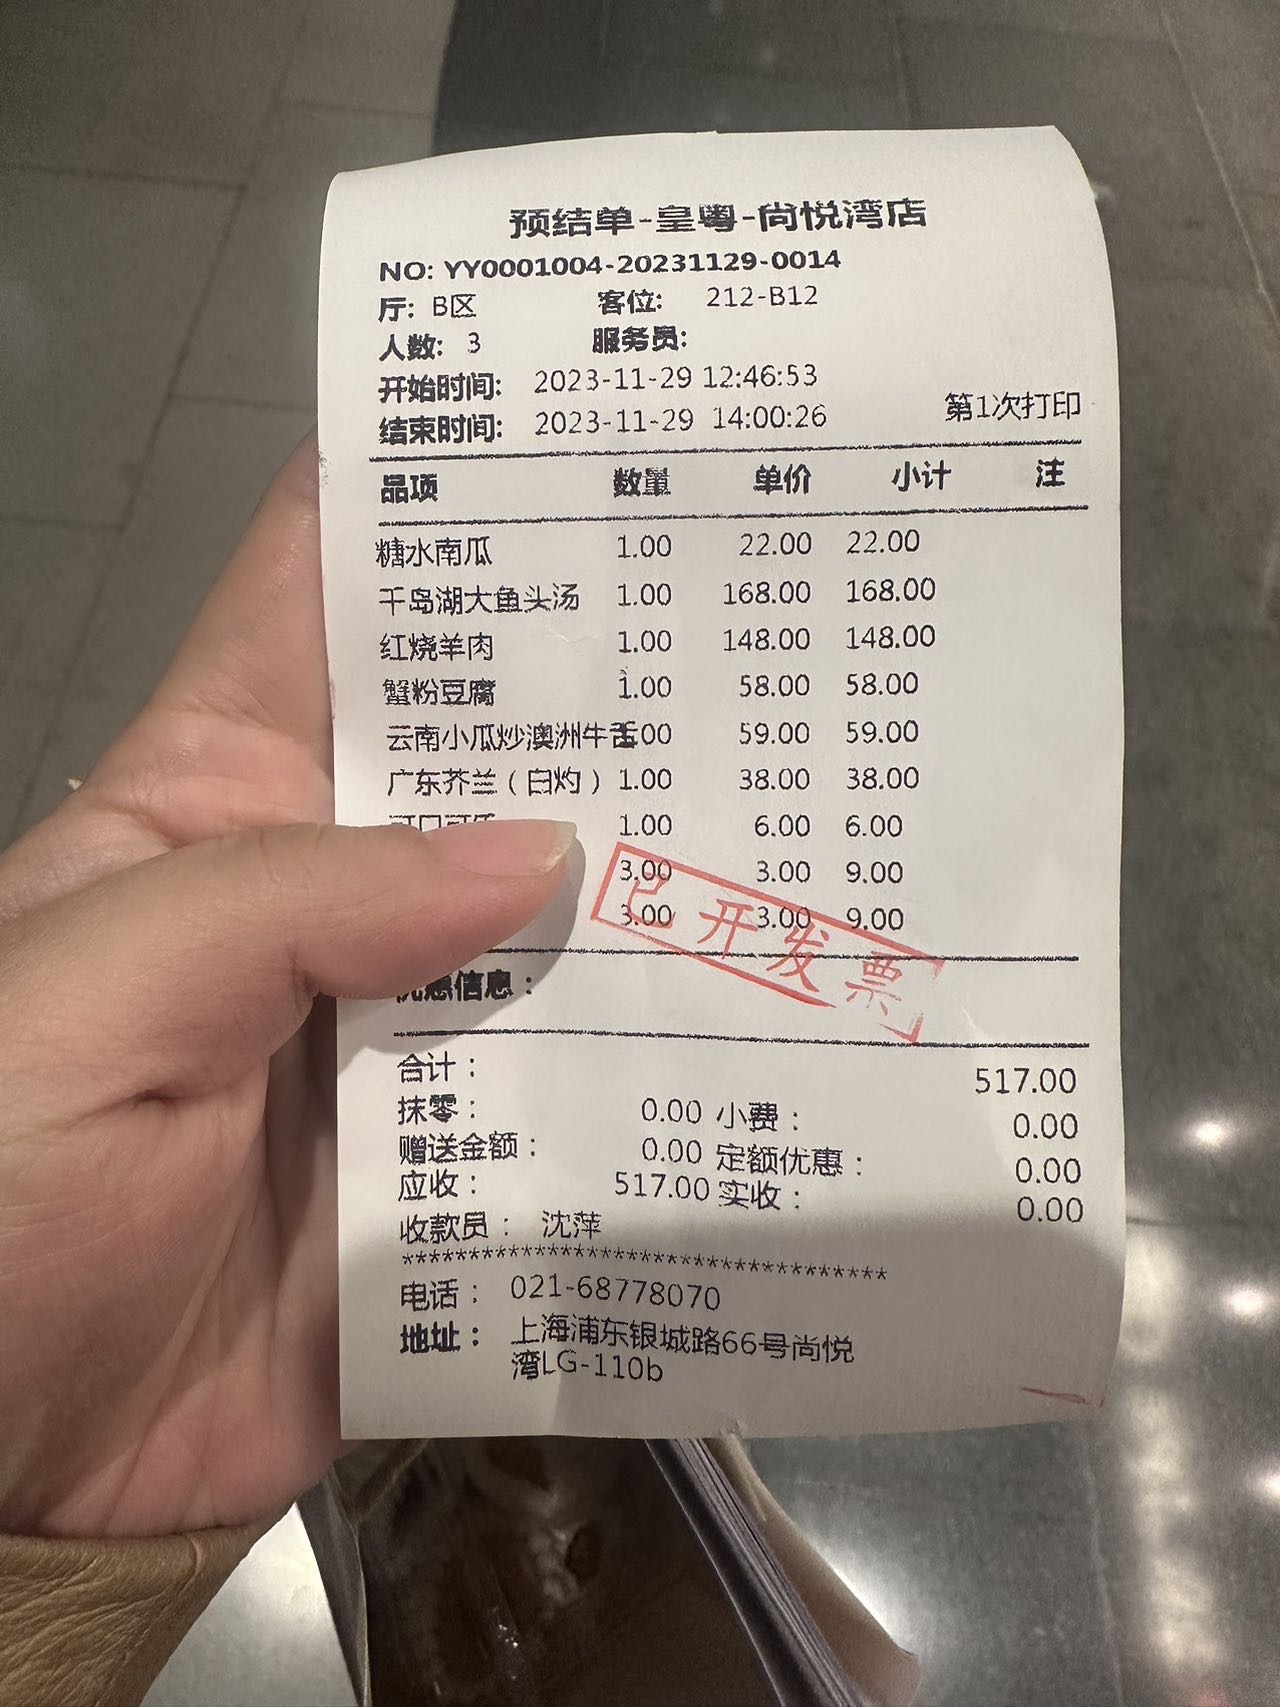 预结单-皇粤-尚悦湾店
NO: YY0001004-20231129-0014
厅: B区 客位: 212-B12
人数: 3 服务员:
开始时间: 2023-11-29 12:46:53
结束时间: 2023-11-29 14:00:26 第1次打印
品项 数量 单价 小计 注
糖水南瓜 1.00 22.00 22.00
千岛湖大鱼头汤 1.00 168.00 168.00
红烧羊肉 1.00 148.00 148.00
蟹粉豆腐 1.00 58.00 58.00
云南小瓜炒澳洲牛舌 1.00 59.00 59.00
广东芥兰（白灼） 1.00 38.00 38.00
1.00 6.00 6.00
3.00 3.00 9.00
3.00 3.00 9.00
已开发票
优惠信息：
合计： 517.00
抹零： 0.00 小费： 0.00
赠送金额： 0.00 定额优惠： 0.00
应收： 517.00 实收： 0.00
收款员： 沈萍
*************************************
电话： 021-68778070
地址： 上海浦东银城路66号尚悦
湾LG-110b